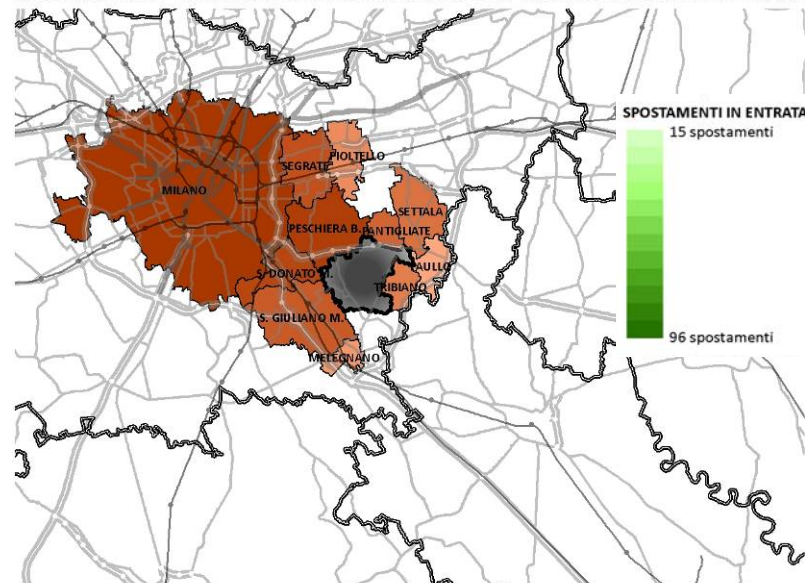 SPOSTAMENTI IN ENTRATA
15 spostamenti
96 spostamenti
PIOLTELLO
SEGRATE
MILANO
SETTALA
PESCHIERA B.
PANTIGLIATE
PAULLO
S. DONATO M.
TRIBIANO
S. GIULIANO M.
MELEGNANO